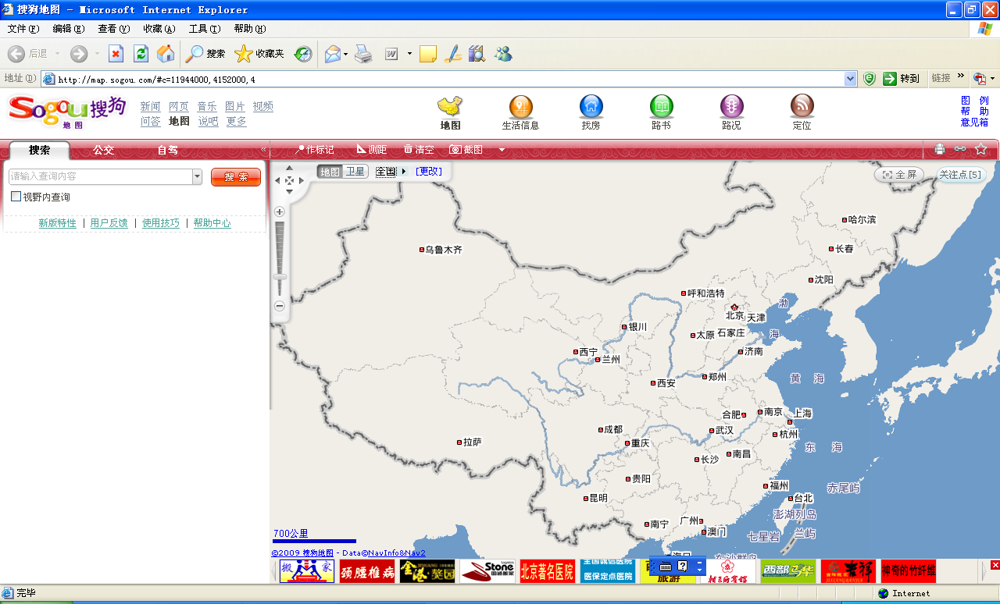 搜狗地图 - Microsoft Internet Explorer
文件(F) 编辑(E) 查看(V) 收藏(A) 工具(T) 帮助(H)
后退 搜索 收藏夹
地址(D) http://map.sogou.com/#c=11944000,4152000,4 转到 链接 »
Sogou搜狗 地图
新闻 网页 音乐 图片 视频
问答 地图 说吧 更多
地图 生活信息 找房 路书 路况 定位
图 例
帮 助
意见箱
搜索 公交 自驾 « 作标记 测距 清空 截图
请输入查询内容 搜 索
视野内查询
新版特性 | 用户反馈 | 使用技巧 | 帮助中心
地图 卫星 全国 [更改] 全 屏 关注点[5]
哈尔滨
乌鲁木齐
长春
沈阳
呼和浩特
渤
北京
天津
银川
太原
石家庄
海
西宁
兰州
济南
西安
郑州
黄 海
合肥
南京
上海
成都
武汉
杭州
拉萨
重庆
东 海
长沙
南昌
贵阳
福州
赤尾屿
昆明
台北
澎湖列岛
南宁
广州
澳门
七星岩
兰屿
海口
东沙群岛
700公里
©2009 搜狗地图 - Data@NavInfo&Nav2
搬 家
颈腰椎病
金港·婺园
Stone
北京著名医院
全国诚信医院
医保定点医院
旅游
西部
吉祥
神奇的竹纤维
完毕 Internet